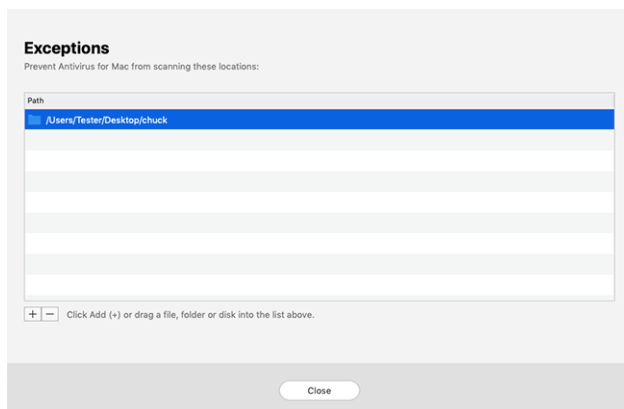 Exceptions
Prevent Antivirus for Mac from scanning these locations:
Path
/Users/Tester/Desktop/chuck
+ − Click Add (+) or drag a file, folder or disk into the list above.
Close